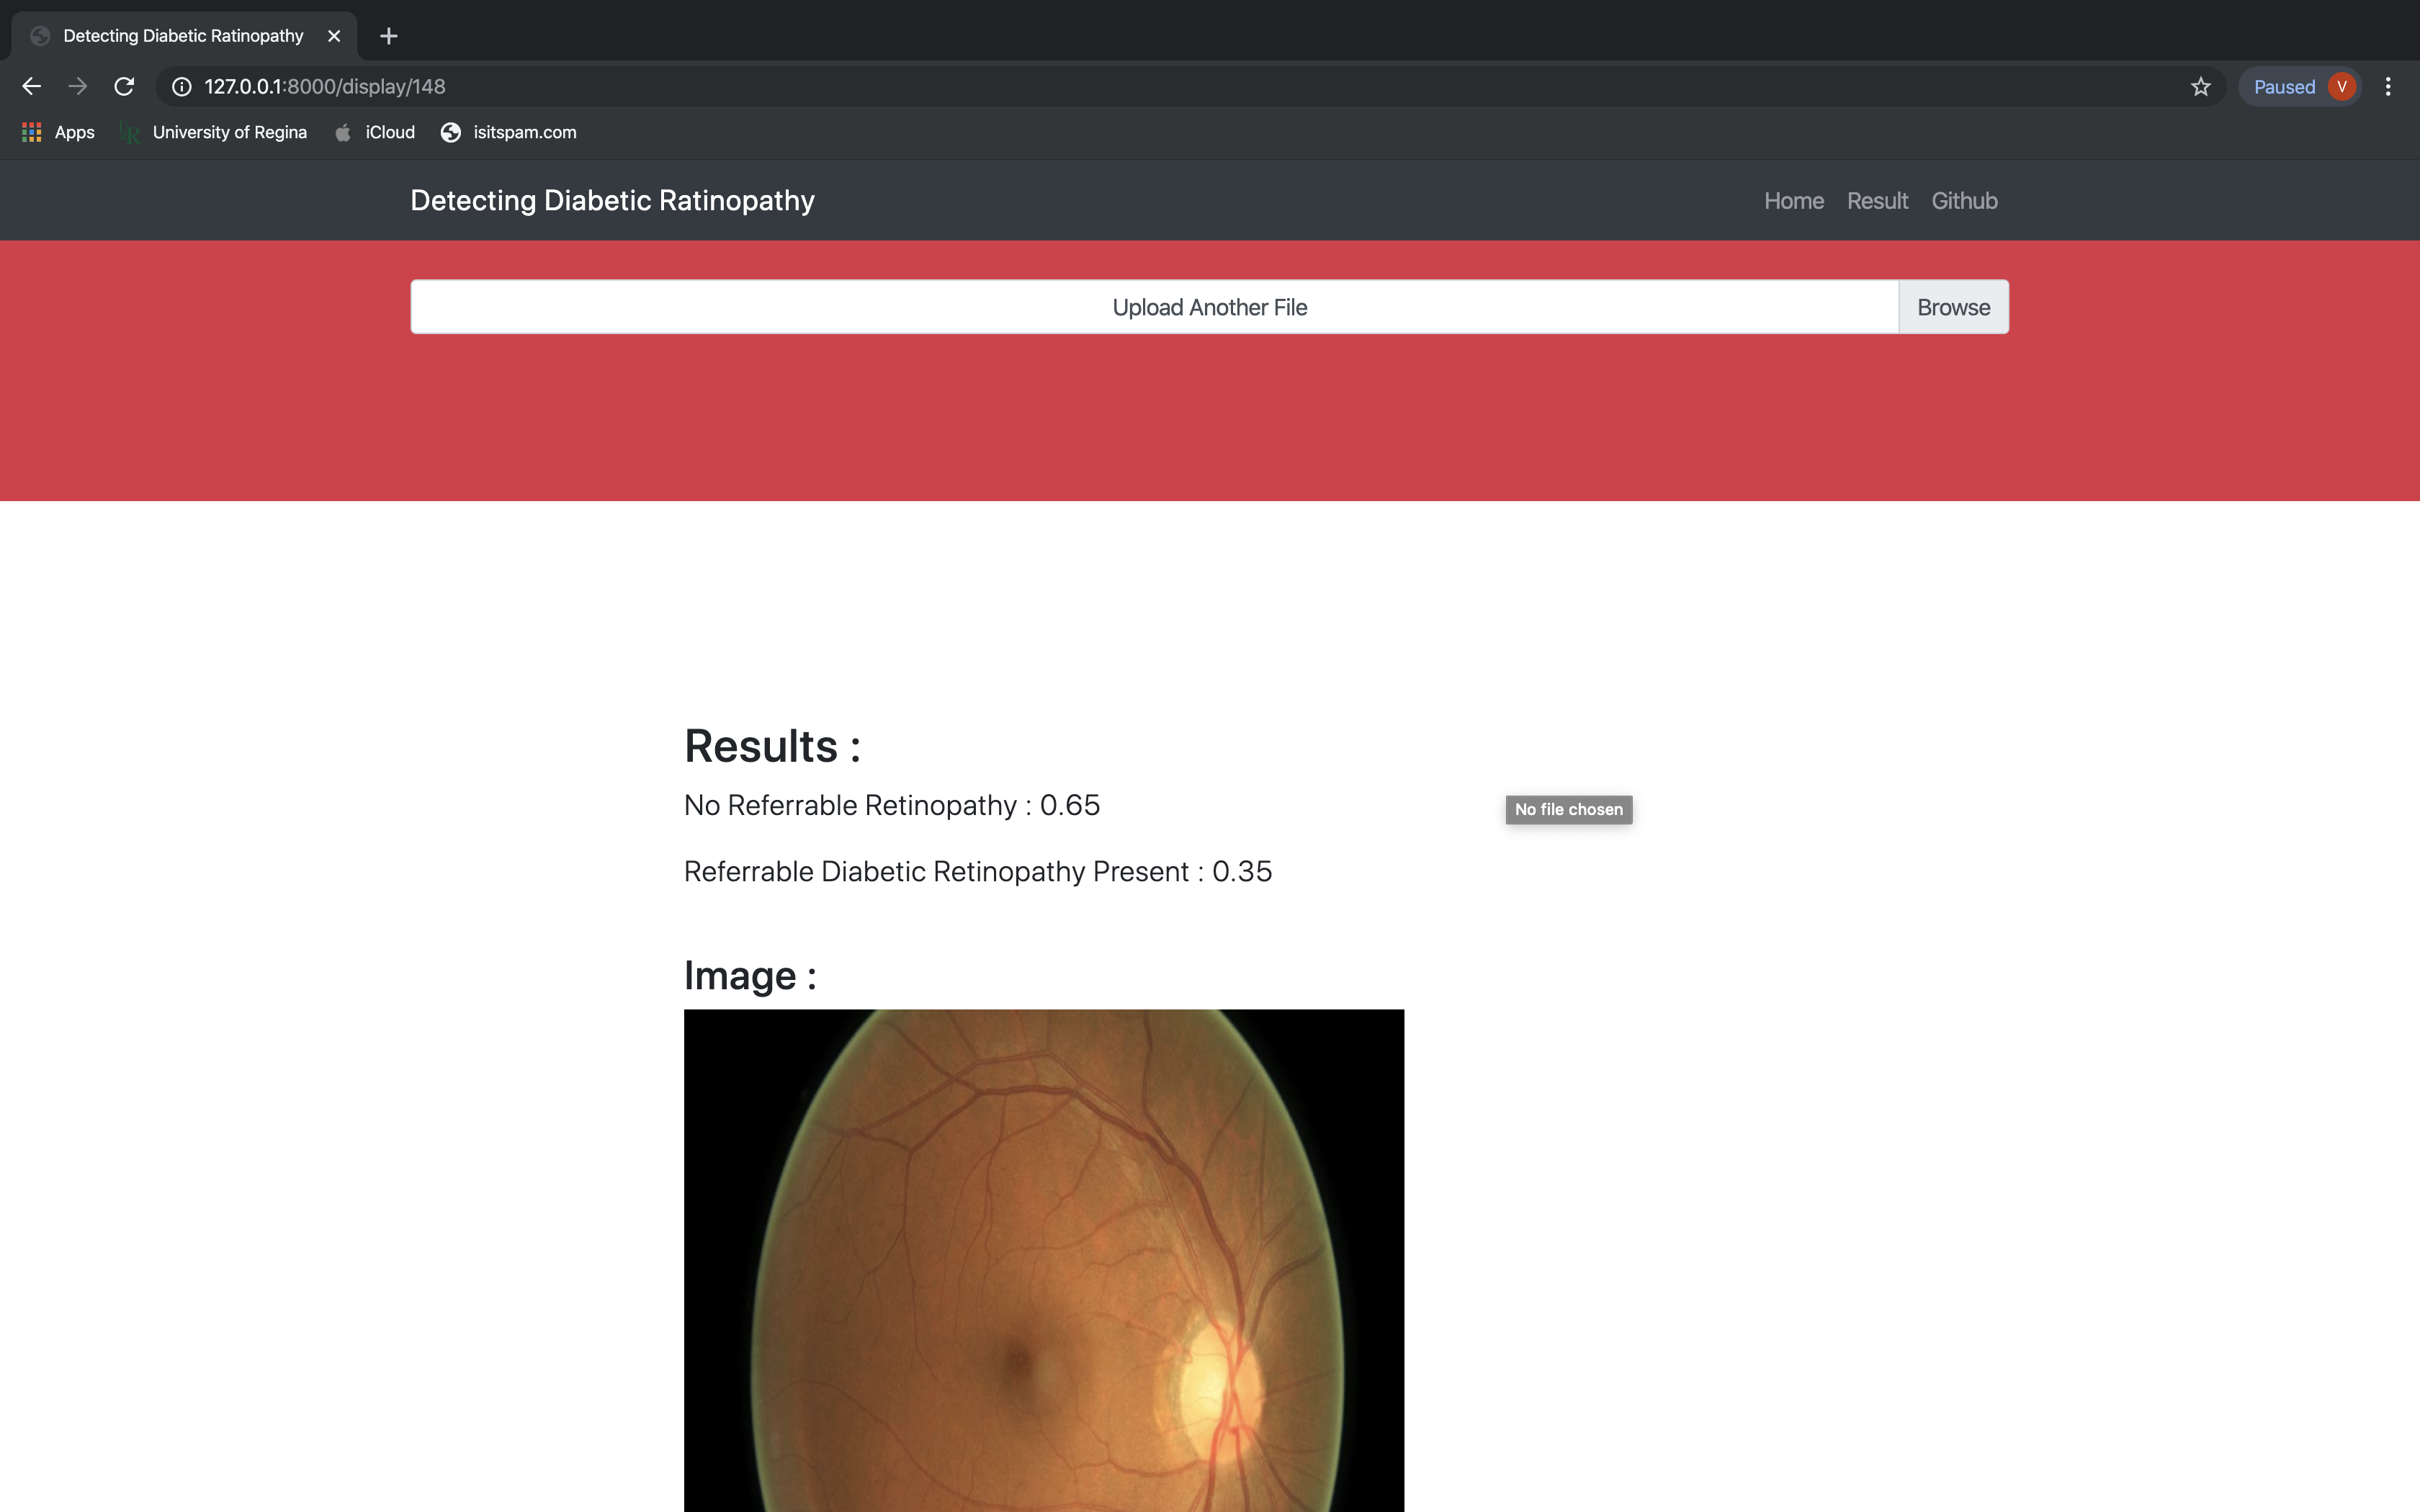 Detecting Diabetic Ratinopathy
127.0.0.1:8000/display/148
Paused V
Apps University of Regina iCloud isitspam.com
Detecting Diabetic Ratinopathy Home Result Github
Upload Another File Browse
Results :
No Referrable Retinopathy : 0.65
No file chosen
Referrable Diabetic Retinopathy Present : 0.35
Image :